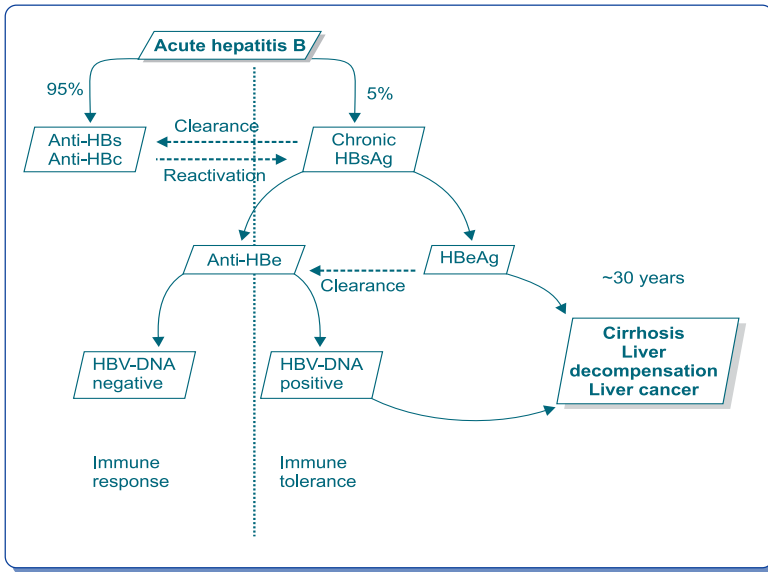 Acute hepatitis B
95%
5%
Anti-HBs
Anti-HBc
Clearance
Reactivation
Chronic
HBsAg
Anti-HBe
Clearance
HBeAg
~30 years
HBV-DNA
negative
HBV-DNA
positive
Cirrhosis
Liver
decompensation
Liver cancer
Immune
response
Immune
tolerance